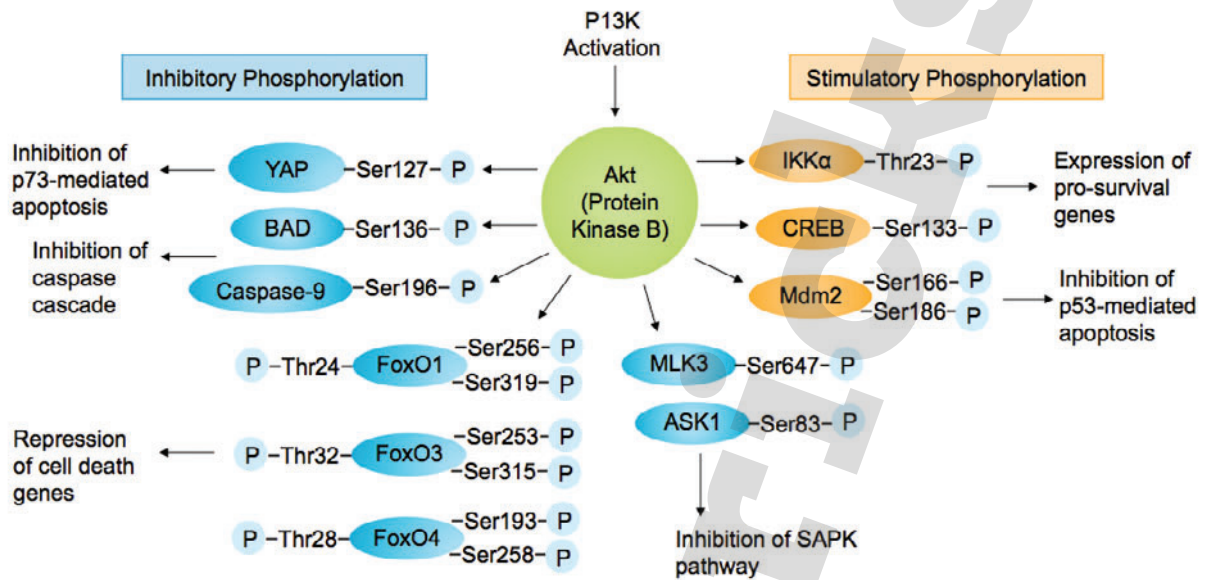 P13K
Activation
Inhibitory Phosphorylation
Stimulatory Phosphorylation
Akt
(Protein
Kinase B)
Inhibition of
p73-mediated
apoptosis
YAP
Ser127
P
BAD
Ser136
P
Inhibition of
caspase
cascade
Caspase-9
Ser196
P
IKKα
Thr23
P
CREB
Ser133
P
Expression of
pro-survival
genes
Mdm2
Ser166
P
Ser186
P
Inhibition of
p53-mediated
apoptosis
P
Thr24
FoxO1
Ser256
P
Ser319
P
MLK3
Ser647
P
ASK1
Ser83
P
Repression
of cell death
genes
P
Thr32
FoxO3
Ser253
P
Ser315
P
P
Thr28
FoxO4
Ser193
P
Ser258
P
Inhibition of SAPK
pathway